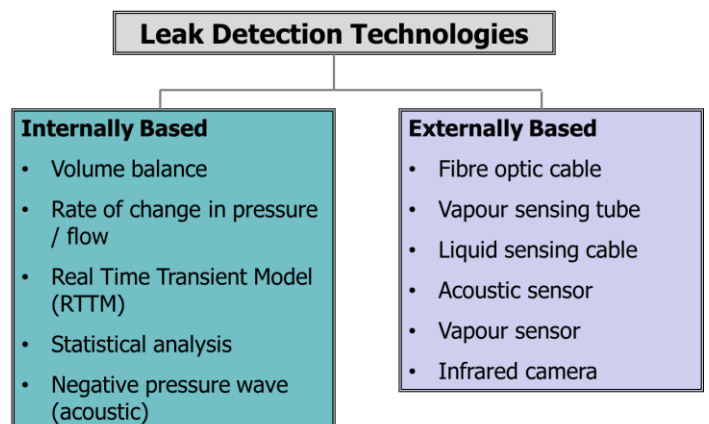 Leak Detection Technologies
Internally Based
• Volume balance
• Rate of change in pressure
/ flow
• Real Time Transient Model
(RTTM)
• Statistical analysis
• Negative pressure wave
(acoustic)
Externally Based
• Fibre optic cable
• Vapour sensing tube
• Liquid sensing cable
• Acoustic sensor
• Vapour sensor
• Infrared camera